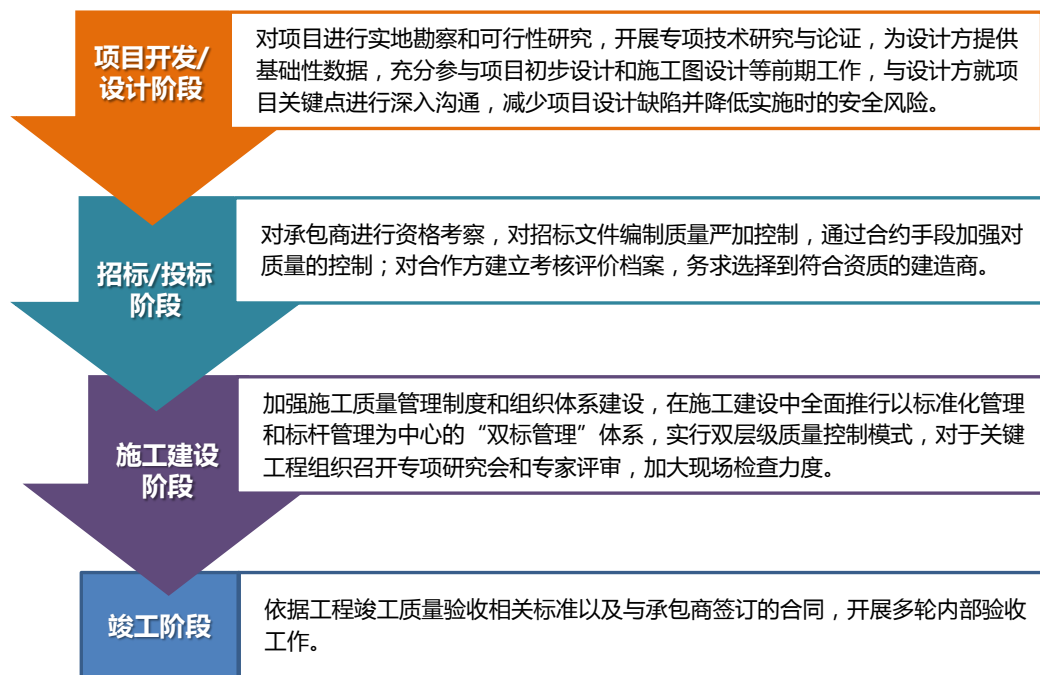 项目开发/
设计阶段
对项目进行实地勘察和可行性研究，开展专项技术研究与论证，为设计方提供
基础性数据，充分参与项目初步设计和施工图设计等前期工作，与设计方就项
目关键点进行深入沟通，减少项目设计缺陷并降低实施时的安全风险。
招标/投标
阶段
对承包商进行资格考察，对招标文件编制质量严加控制，通过合约手段加强对
质量的控制；对合作方建立考核评价档案，务求选择到符合资质的建造商。
施工建设
阶段
加强施工质量管理制度和组织体系建设，在施工建设中全面推行以标准化管理
和标杆管理为中心的“双标管理”体系，实行双层级质量控制模式，对于关键
工程组织召开专项研究会和专家评审，加大现场检查力度。
竣工阶段
依据工程竣工质量验收相关标准以及与承包商签订的合同，开展多轮内部验收
工作。